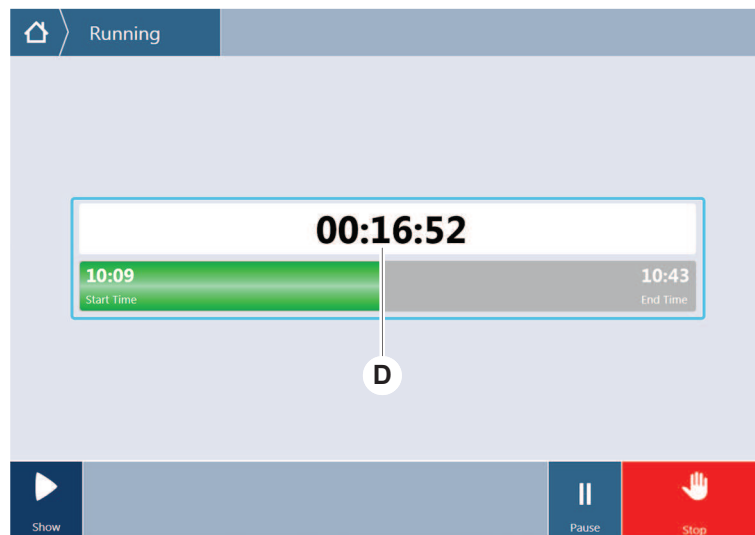 Running
00:16:52
10:09 10:43
Start Time End Time
D
Show Pause Stop